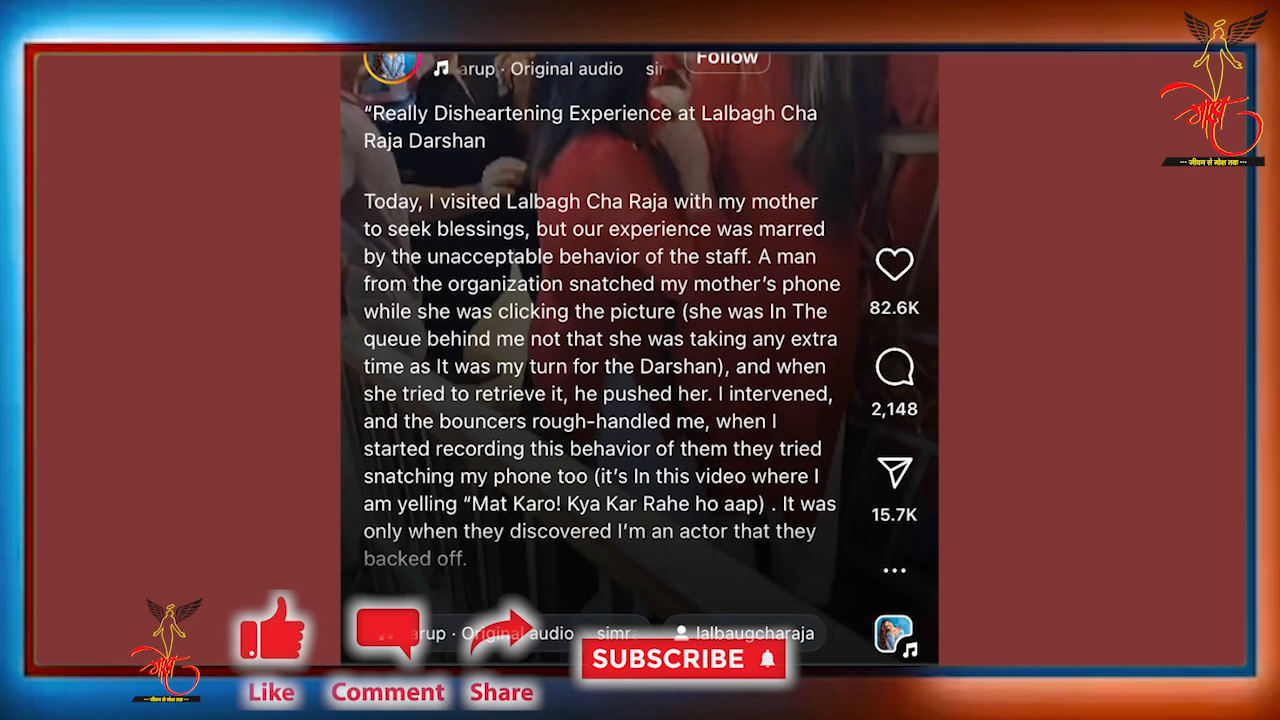 arup · Original audio sir
Follow
“Really Disheartening Experience at Lalbagh Cha
Raja Darshan
Today, I visited Lalbagh Cha Raja with my mother
to seek blessings, but our experience was marred
by the unacceptable behavior of the staff. A man
from the organization snatched my mother’s phone
while she was clicking the picture (she was In The
queue behind me not that she was taking any extra
time as It was my turn for the Darshan), and when
she tried to retrieve it, he pushed her. I intervened,
and the bouncers rough-handled me, when I
started recording this behavior of them they tried
snatching my phone too (it’s In this video where I
am yelling “Mat Karo! Kya Kar Rahe ho aap) . It was
only when they discovered I’m an actor that they
backed off.
82.6K
2,148
15.7K
arup · Original audio simr
lalbaugcharaja
मोक्ष
--- जीवन से मोक्ष तक ---
मोक्ष
--- जीवन से मोक्ष तक ---
Like
Comment
Share
SUBSCRIBE